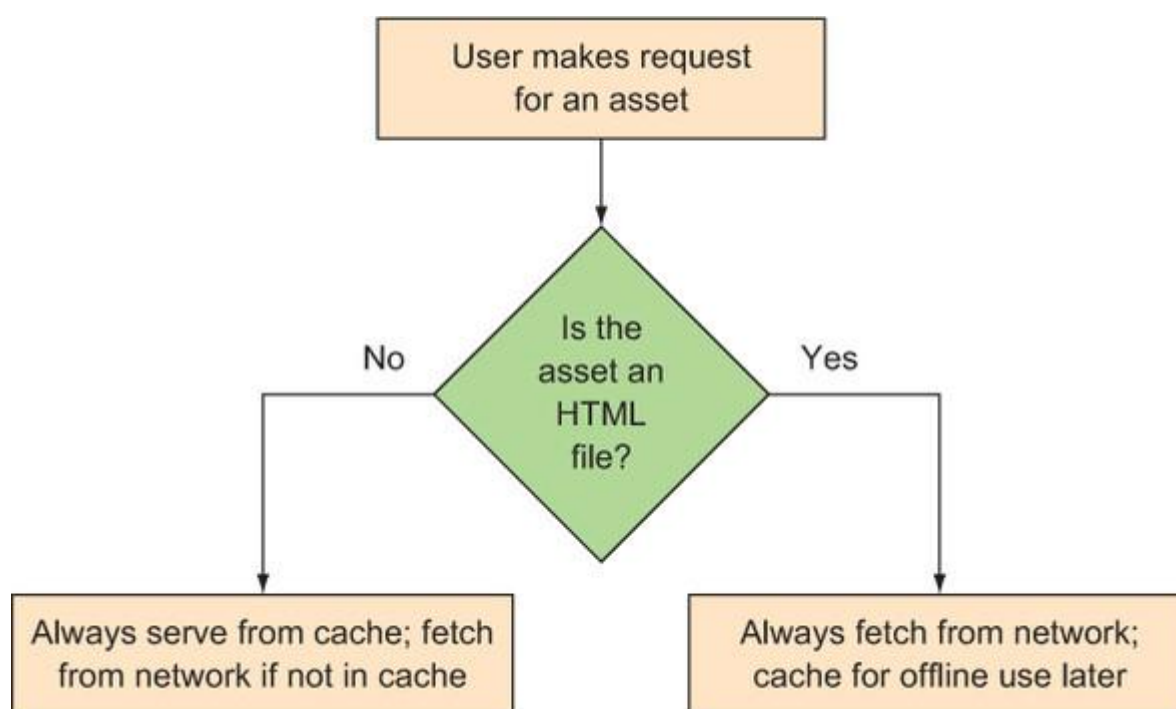 User makes request
for an asset
Is the
asset an
HTML
file?
No
Yes
Always serve from cache; fetch
from network if not in cache
Always fetch from network;
cache for offline use later